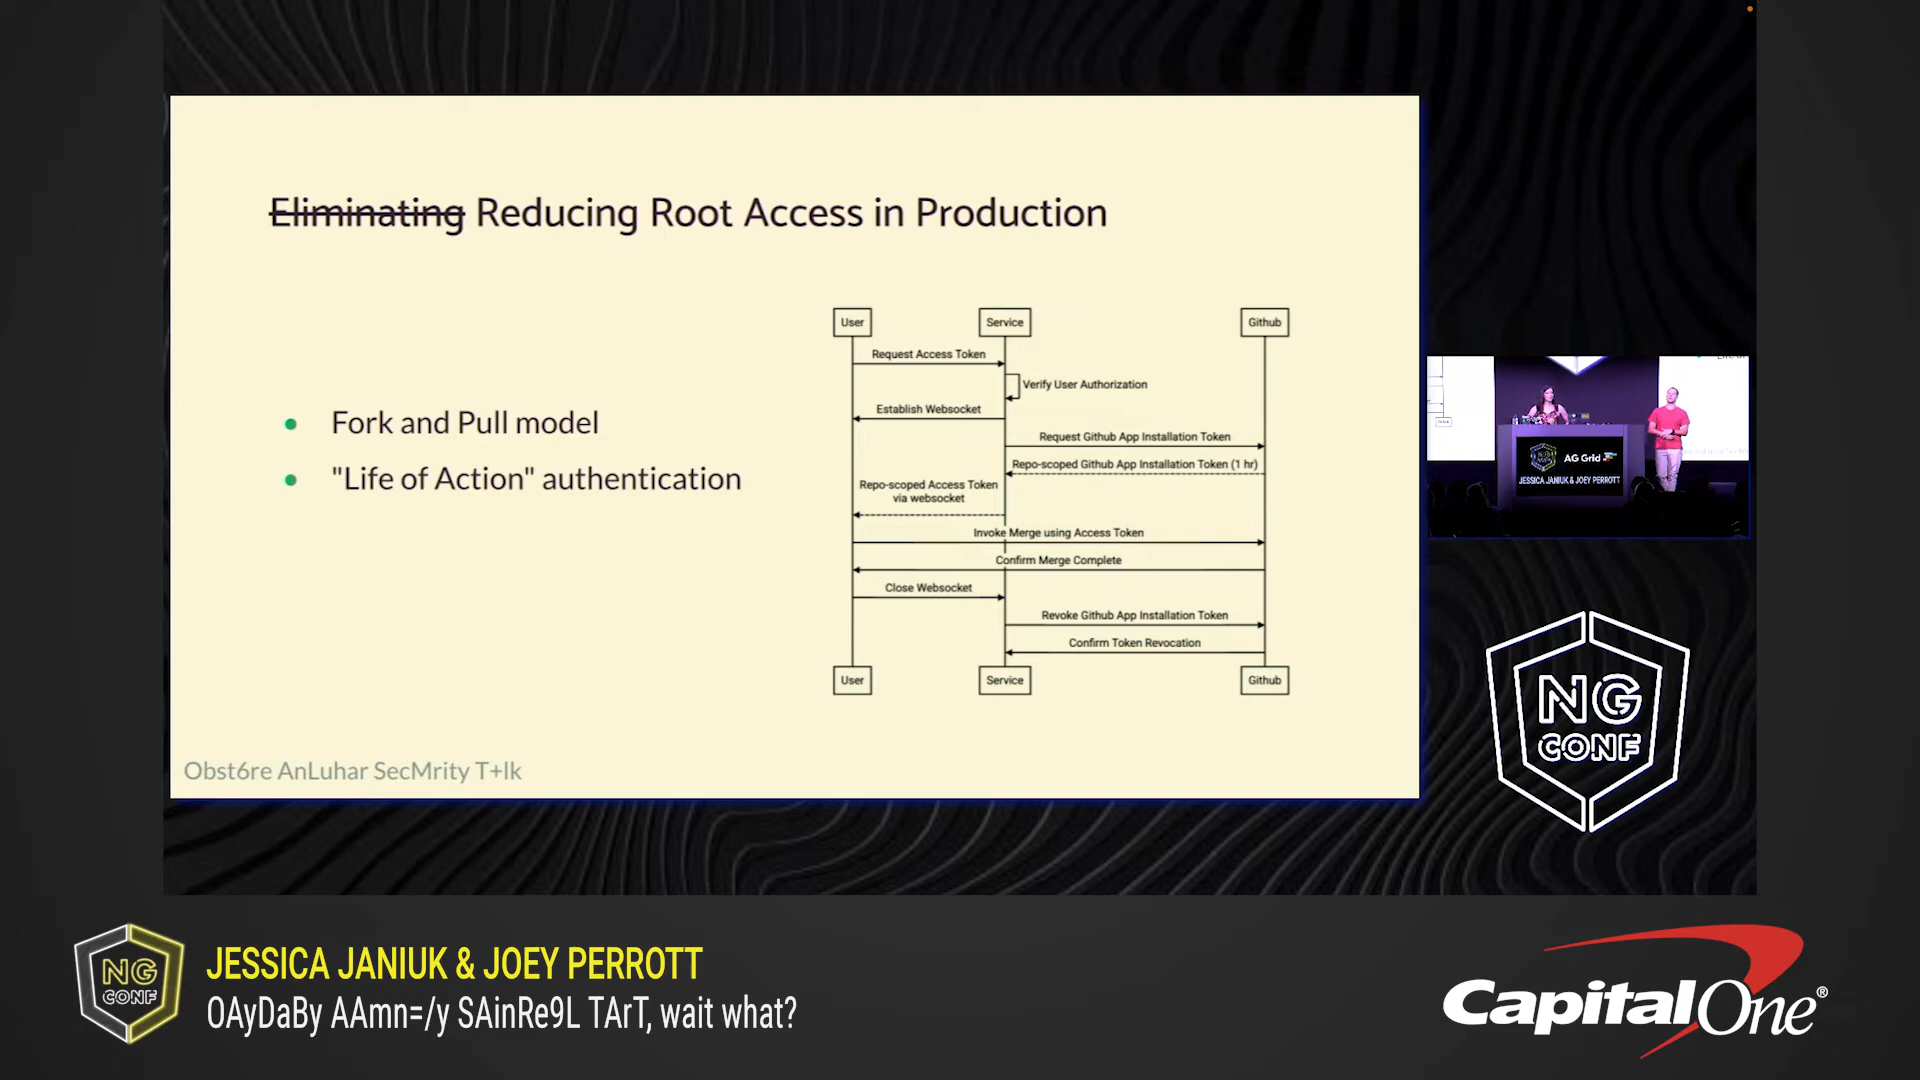 Eliminating Reducing Root Access in Production
Fork and Pull model
"Life of Action" authentication
User
Service
Github
Request Access Token
Verify User Authorization
Establish Websocket
Request Github App Installation Token
Repo-scoped Github App Installation Token (1 hr)
Repo-scoped Access Token
via websocket
Invoke Merge using Access Token
Confirm Merge Complete
Close Websocket
Revoke Github App Installation Token
Confirm Token Revocation
User
Service
Github
Obst6re AnLuhar SecMrity T+lk
AG Grid
JESSICA JANIUK & JOEY PERROTT
NG
CONF
NG
CONF
JESSICA JANIUK & JOEY PERROTT
OAyDaBy AAmn=/y SAinRe9L TArT, wait what?
CapitalOne®